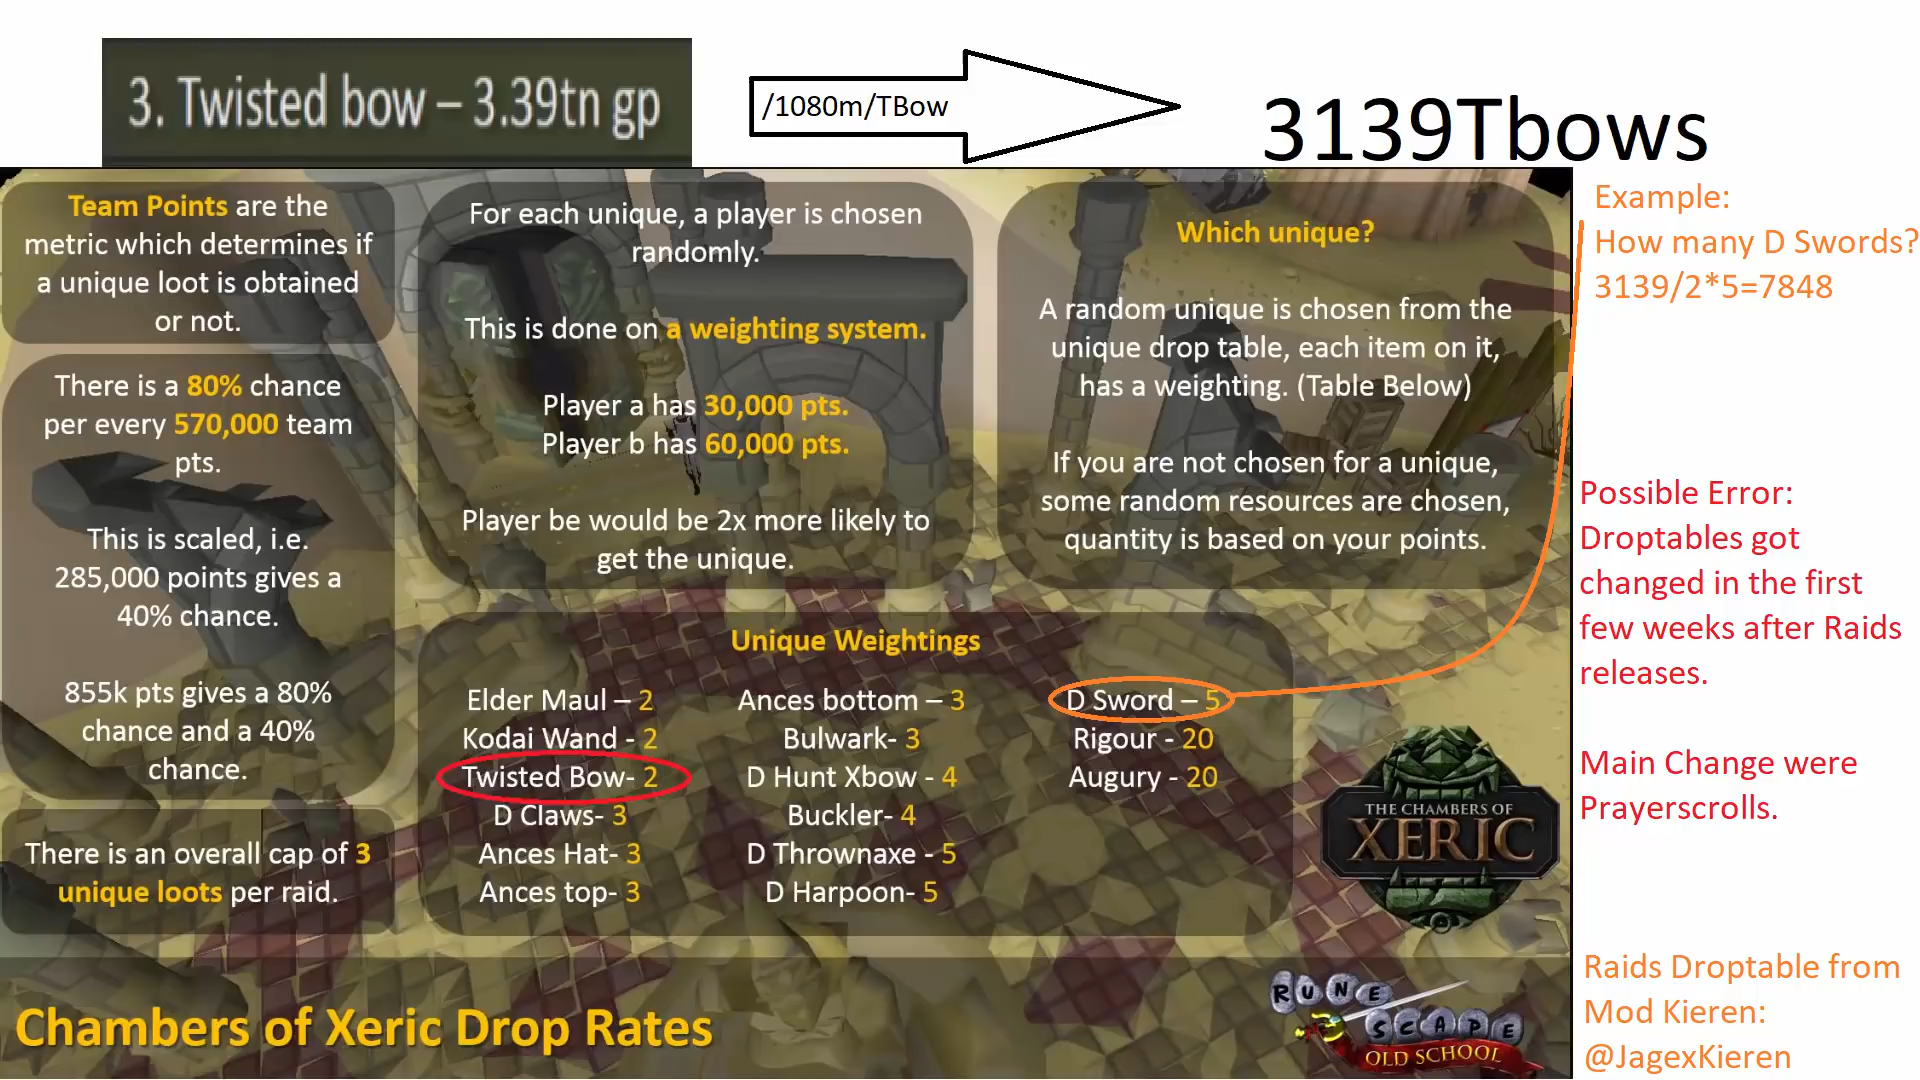 3. Twisted bow – 3.39tn gp
/1080m/TBow
3139Tbows
Team Points are the
metric which determines if
a unique loot is obtained
or not.
There is a 80% chance
per every 570,000 team
pts.
This is scaled, i.e.
285,000 points gives a
40% chance.
855k pts gives a 80%
chance and a 40%
chance.
There is an overall cap of 3
unique loots per raid.
For each unique, a player is chosen
randomly.
This is done on a weighting system.
Player a has 30,000 pts.
Player b has 60,000 pts.
Player be would be 2x more likely to
get the unique.
Which unique?
A random unique is chosen from the
unique drop table, each item on it,
has a weighting. (Table Below)
If you are not chosen for a unique,
some random resources are chosen,
quantity is based on your points.
Unique Weightings
Elder Maul – 2
Kodai Wand - 2
Twisted Bow- 2
D Claws- 3
Ances Hat- 3
Ances top- 3
Ances bottom – 3
Bulwark- 3
D Hunt Xbow - 4
Buckler- 4
D Thrownaxe - 5
D Harpoon- 5
D Sword – 5
Rigour - 20
Augury - 20
THE CHAMBERS OF
XERIC
Chambers of Xeric Drop Rates
RUNE
SCAPE
OLD SCHOOL
Example:
How many D Swords?
3139/2*5=7848
Possible Error:
Droptables got
changed in the first
few weeks after Raids
releases.
Main Change were
Prayerscrolls.
Raids Droptable from
Mod Kieren:
@JagexKieren